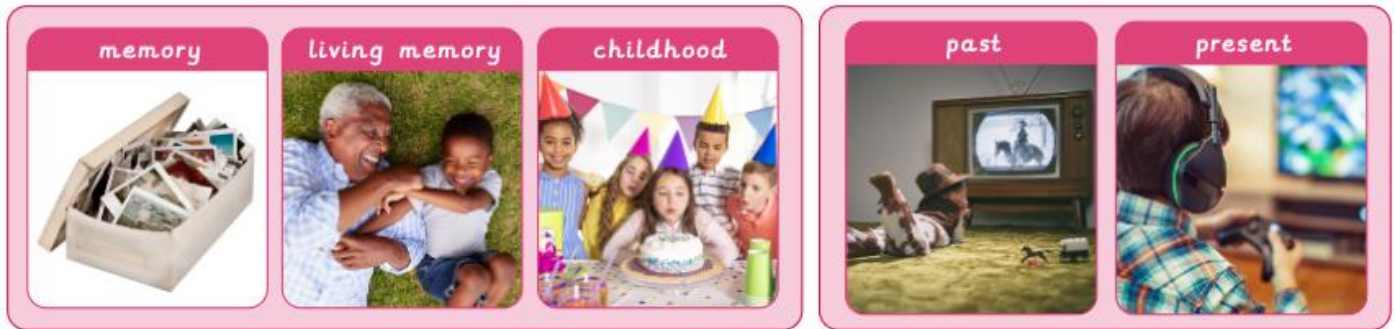 memory
living memory
childhood
past
present